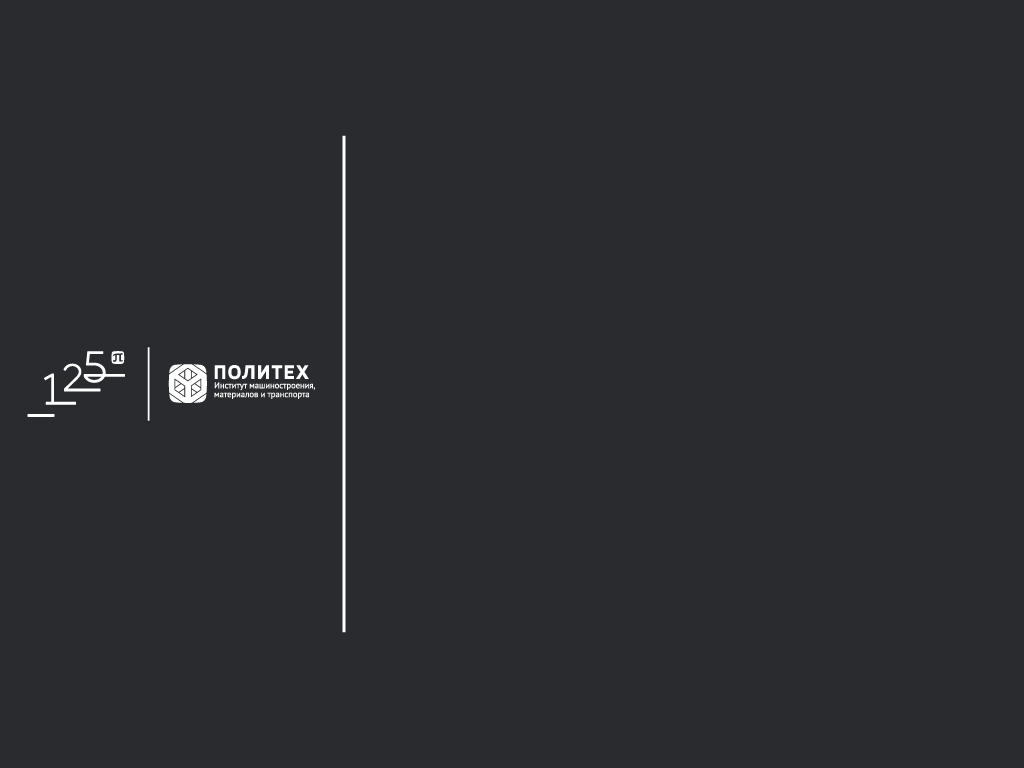 125
ПОЛИТЕХ
Институт машиностроения,
материалов и транспорта